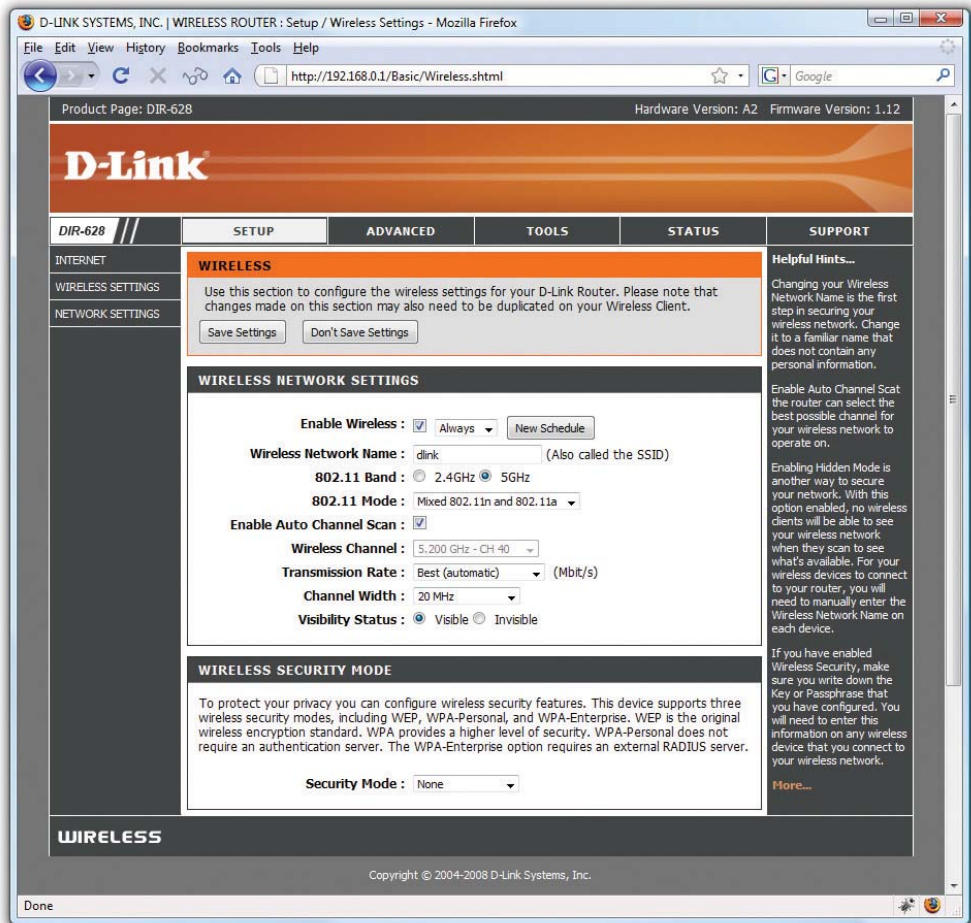 D-LINK SYSTEMS, INC. | WIRELESS ROUTER : Setup / Wireless Settings - Mozilla Firefox
File Edit View History Bookmarks Tools Help
http://192.168.0.1/Basic/Wireless.shtml
G Google
Product Page: DIR-628
Hardware Version: A2 Firmware Version: 1.12
D-Link
DIR-628
SETUP
ADVANCED
TOOLS
STATUS
SUPPORT
INTERNET
WIRELESS SETTINGS
NETWORK SETTINGS
WIRELESS
Use this section to configure the wireless settings for your D-Link Router. Please note that
changes made on this section may also need to be duplicated on your Wireless Client.
Save Settings
Don't Save Settings
WIRELESS NETWORK SETTINGS
Enable Wireless : Always New Schedule
Wireless Network Name : dlink (Also called the SSID)
802.11 Band : 2.4GHz 5GHz
802.11 Mode : Mixed 802.11n and 802.11a
Enable Auto Channel Scan :
Wireless Channel : 5.200 GHz - CH 40
Transmission Rate : Best (automatic) (Mbit/s)
Channel Width : 20 MHz
Visibility Status : Visible Invisible
WIRELESS SECURITY MODE
To protect your privacy you can configure wireless security features. This device supports three
wireless security modes, including WEP, WPA-Personal, and WPA-Enterprise. WEP is the original
wireless encryption standard. WPA provides a higher level of security. WPA-Personal does not
require an authentication server. The WPA-Enterprise option requires an external RADIUS server.
Security Mode : None
Helpful Hints...
Changing your Wireless
Network Name is the first
step in securing your
wireless network. Change
it to a familiar name that
does not contain any
personal information.
Enable Auto Channel Scat
the router can select the
best possible channel for
your wireless network to
operate on.
Enabling Hidden Mode is
another way to secure
your network. With this
option enabled, no wireless
clients will be able to see
your wireless network
when they scan to see
what's available. For your
wireless devices to connect
to your router, you will
need to manually enter the
Wireless Network Name on
each device.
If you have enabled
Wireless Security, make
sure you write down the
Key or Passphrase that
you have configured. You
will need to enter this
information on any wireless
device that you connect to
your wireless network.
More...
WIRELESS
Copyright © 2004-2008 D-Link Systems, Inc.
Done